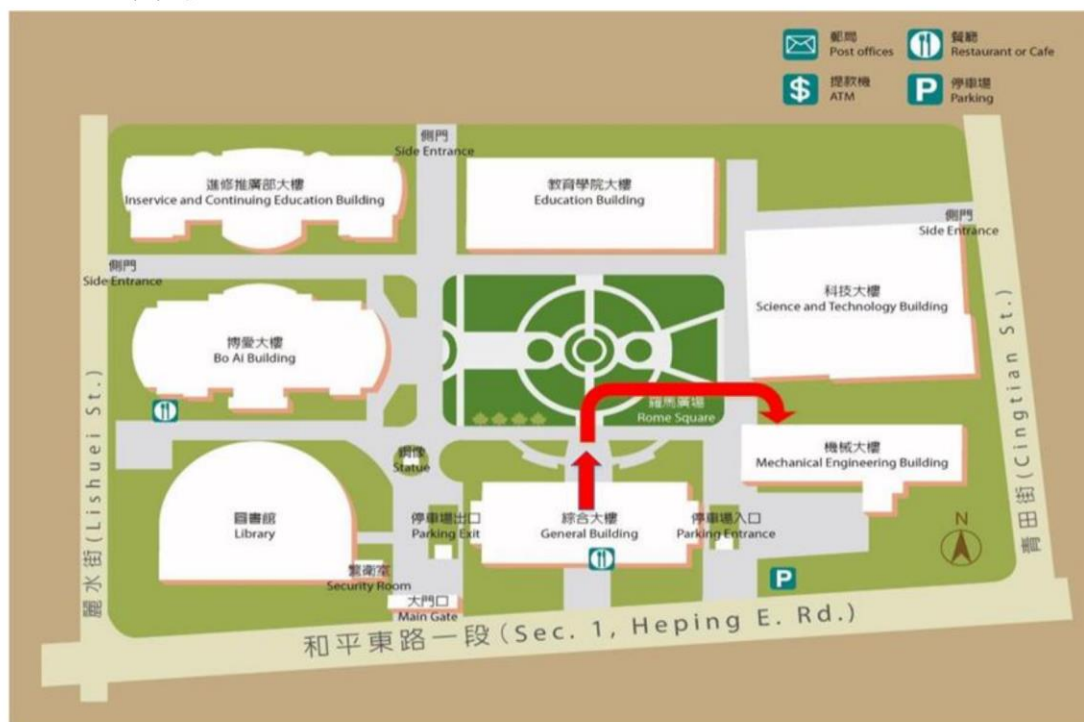 郵局
Post offices
餐廳
Restaurant or Cafe
$
提款機
ATM
P
停車場
Parking
側門
Side Entrance
進修推廣部大樓
Inservice and Continuing Education Building
教育學院大樓
Education Building
側門
Side Entrance
側門
Side Entrance
科技大樓
Science and Technology Building
博愛大樓
Bo Ai Building
羅馬廣場
Rome Square
銅像
Statue
機械大樓
Mechanical Engineering Building
圖書館
Library
停車場出口
Parking Exit
綜合大樓
General Building
停車場入口
Parking Entrance
N
警衛室
Security Room
P
大門口
Main Gate
麗水街(Lishuei St.)
青田街(Cingtian St.)
和平東路一段(Sec. 1, Heping E. Rd.)